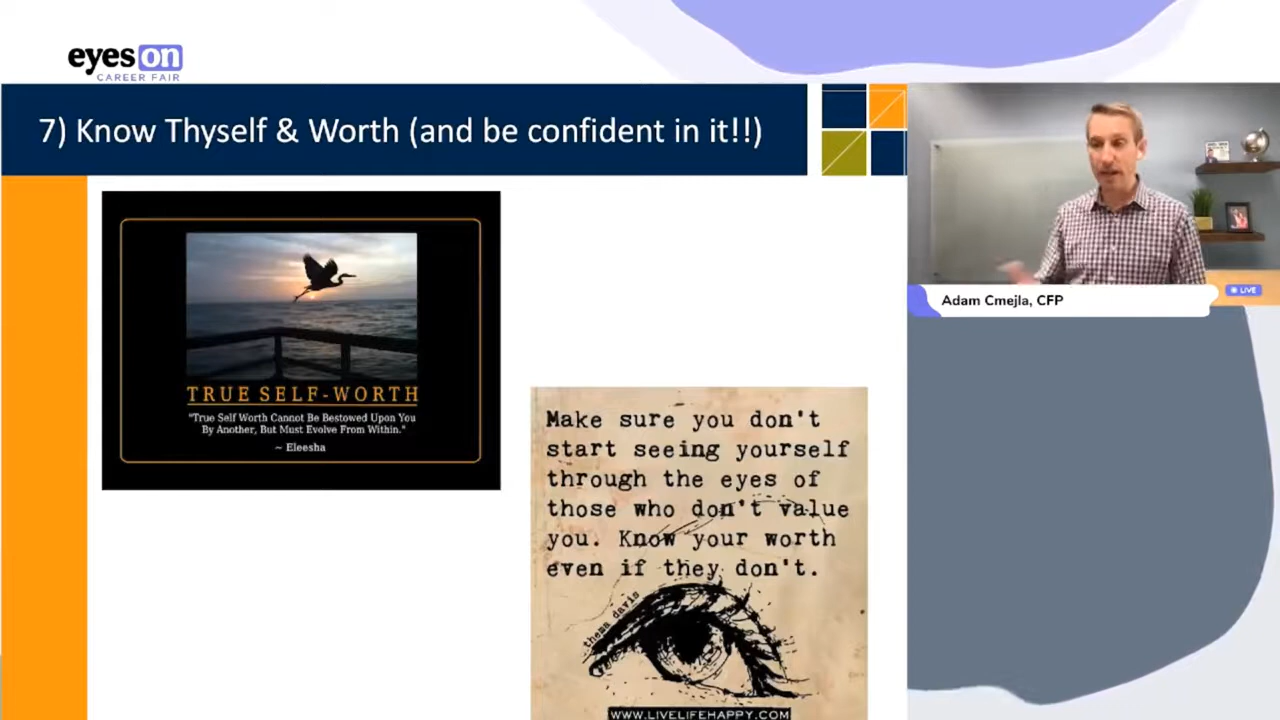 eyes on
CAREER FAIR
7) Know Thyself & Worth (and be confident in it!!)
TRUE SELF-WORTH
"True Self Worth Cannot Be Bestowed Upon You
By Another, But Must Evolve From Within."
~ Eleesha
Make sure you don't
start seeing yourself
through the eyes of
those who don't value
you. Know your worth
even if they don't.
thema davis
WWW.LIVELIFEHAPPY.COM
LIVE
Adam Cmejla, CFP